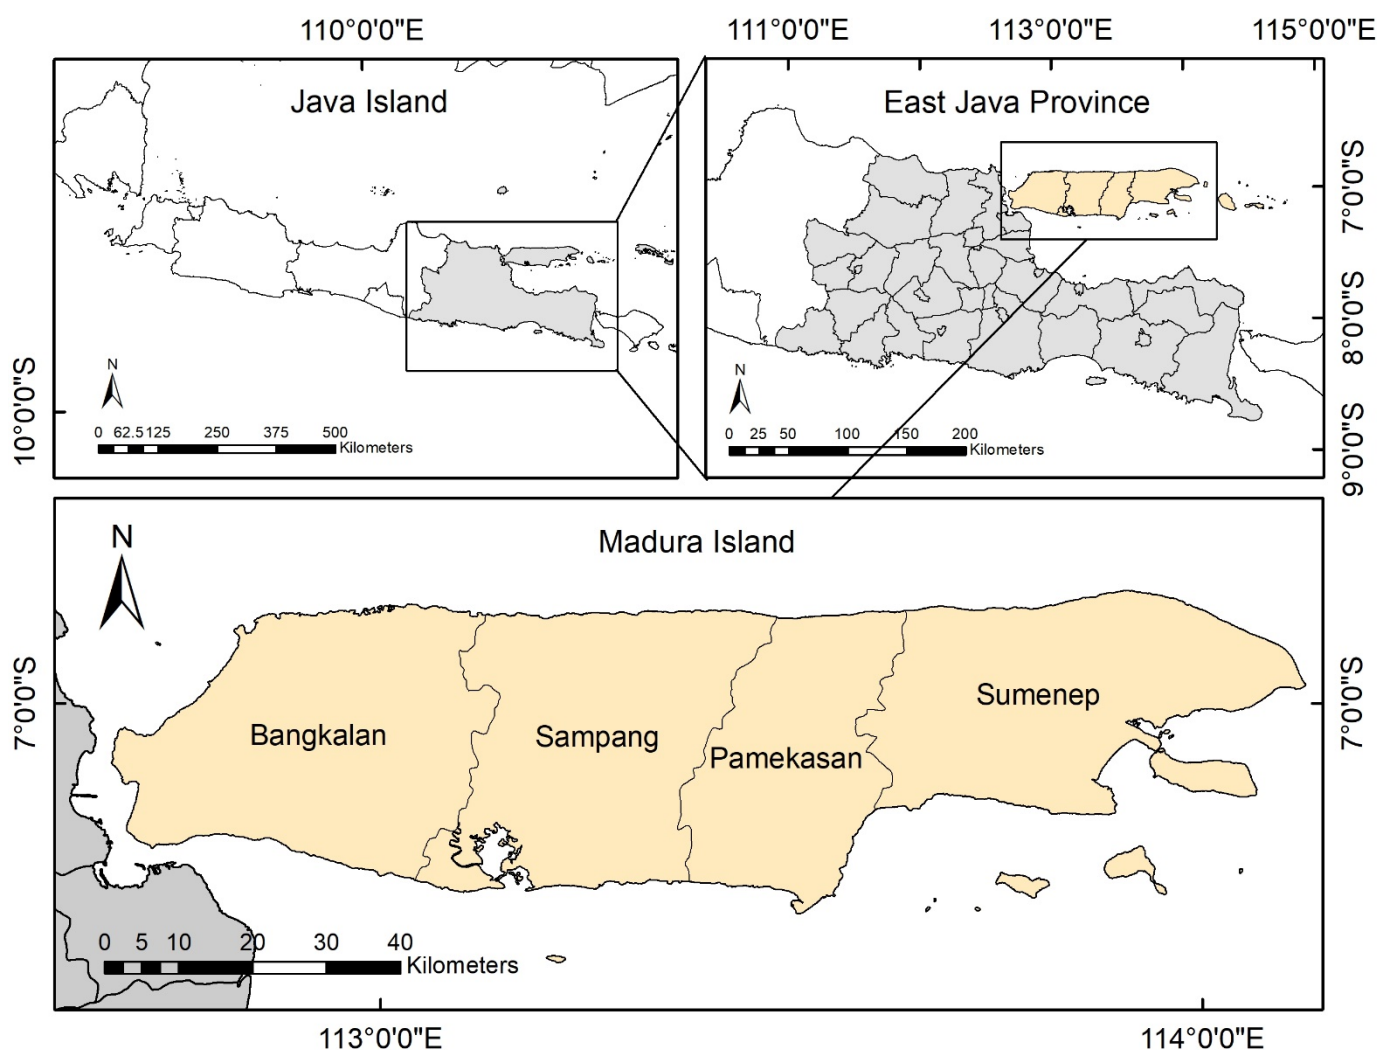 110°0'0"E
111°0'0"E 113°0'0"E 115°0'0"E
Java Island
East Java Province
7°0'0"S
8°0'0"S
9°0'0"S
10°0'0"S
N
0 62.5 125 250 375 500
Kilometers
N
0 25 50 100 150 200
Kilometers
Madura Island
N
7°0'0"S
7°0'0"S
Bangkalan
Sampang
Pamekasan
Sumenep
0 5 10 20 30 40
Kilometers
113°0'0"E
114°0'0"E